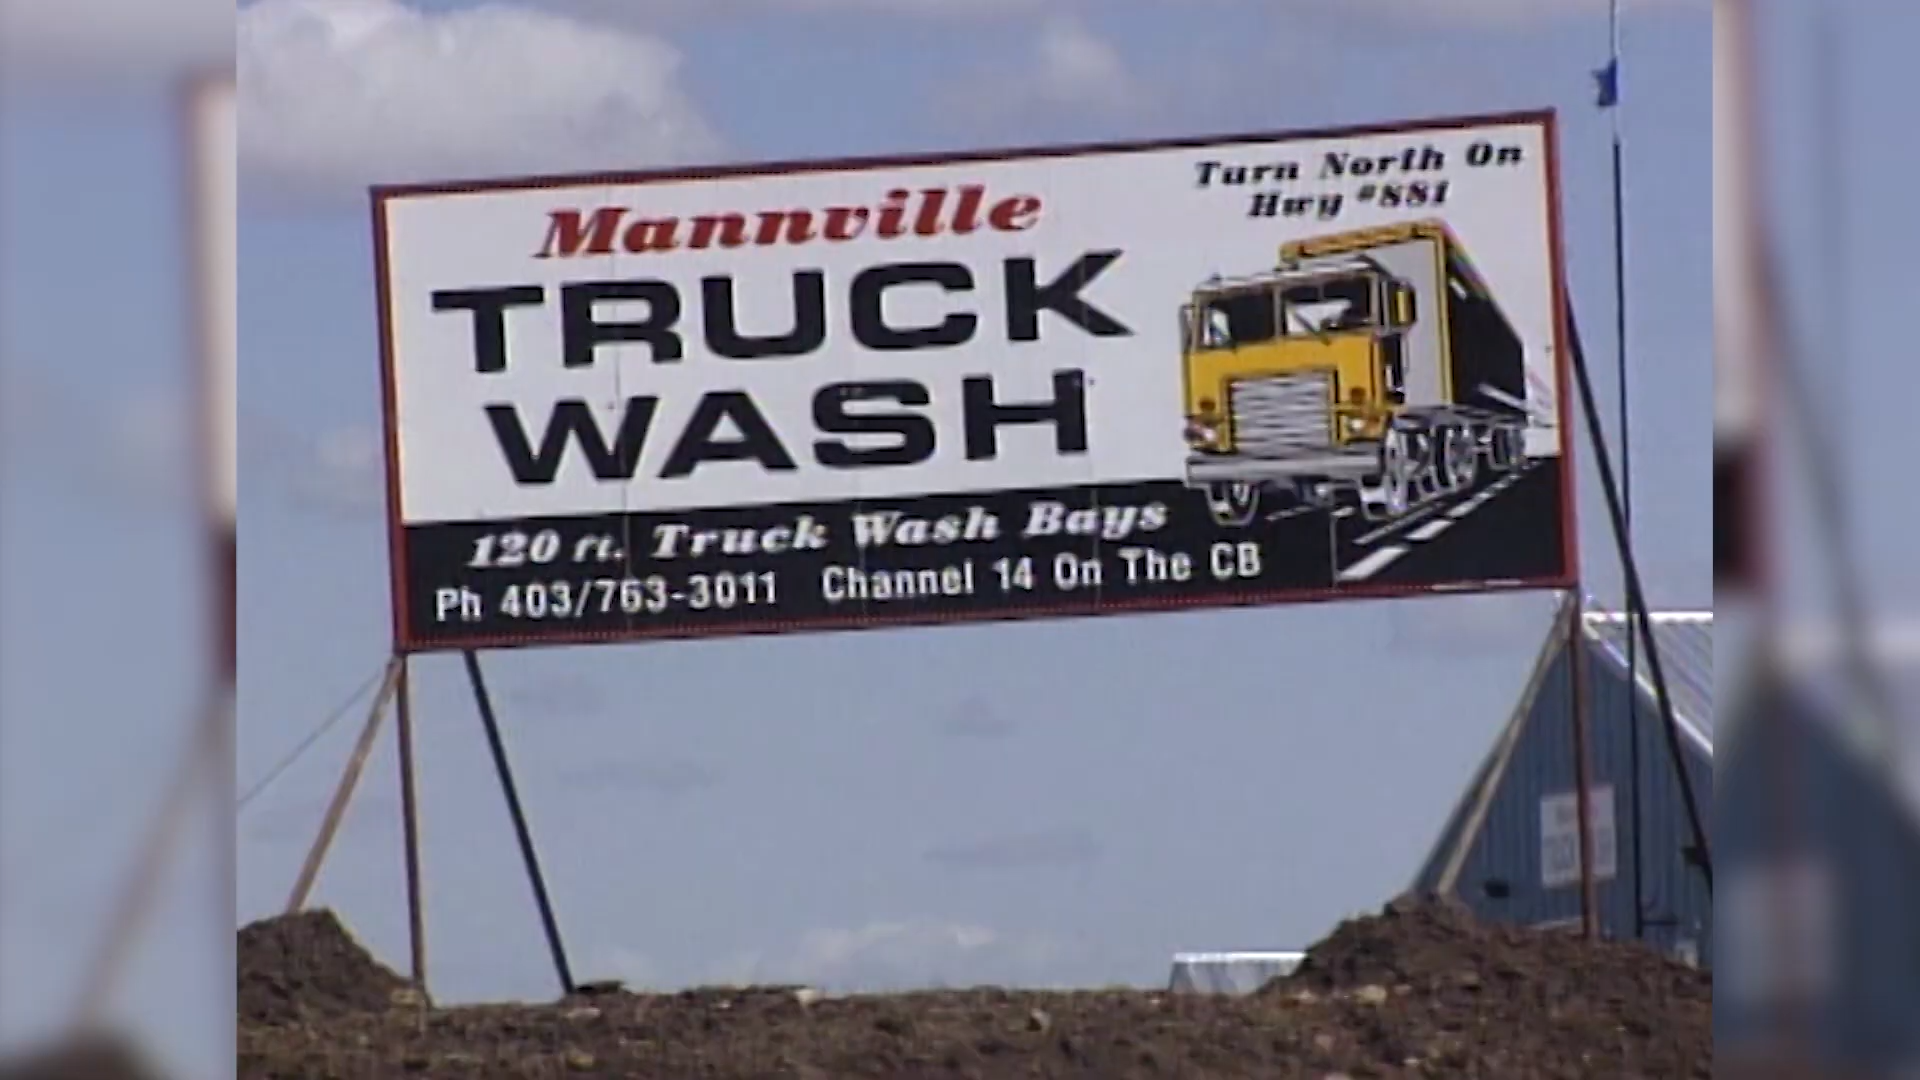 Turn North On
Hwy #881
Mannville
TRUCK
WASH
120 ft. Truck Wash Bays
Ph 403/763-3011 Channel 14 On The CB